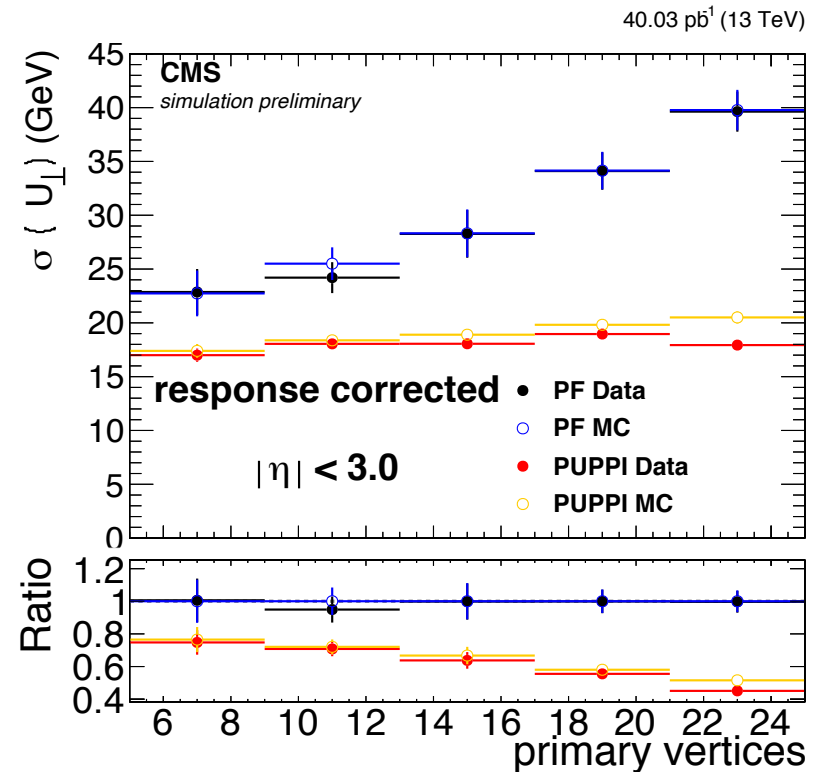 40.03 pb⁻¹ (13 TeV)
CMS
simulation preliminary
σ { U⊥} (GeV)
45
40
35
30
25
20
15
10
5
0
response corrected
|η| < 3.0
PF Data
PF MC
PUPPI Data
PUPPI MC
Ratio
1.2
1
0.8
0.6
0.4
6 8 10 12 14 16 18 20 22 24
primary vertices